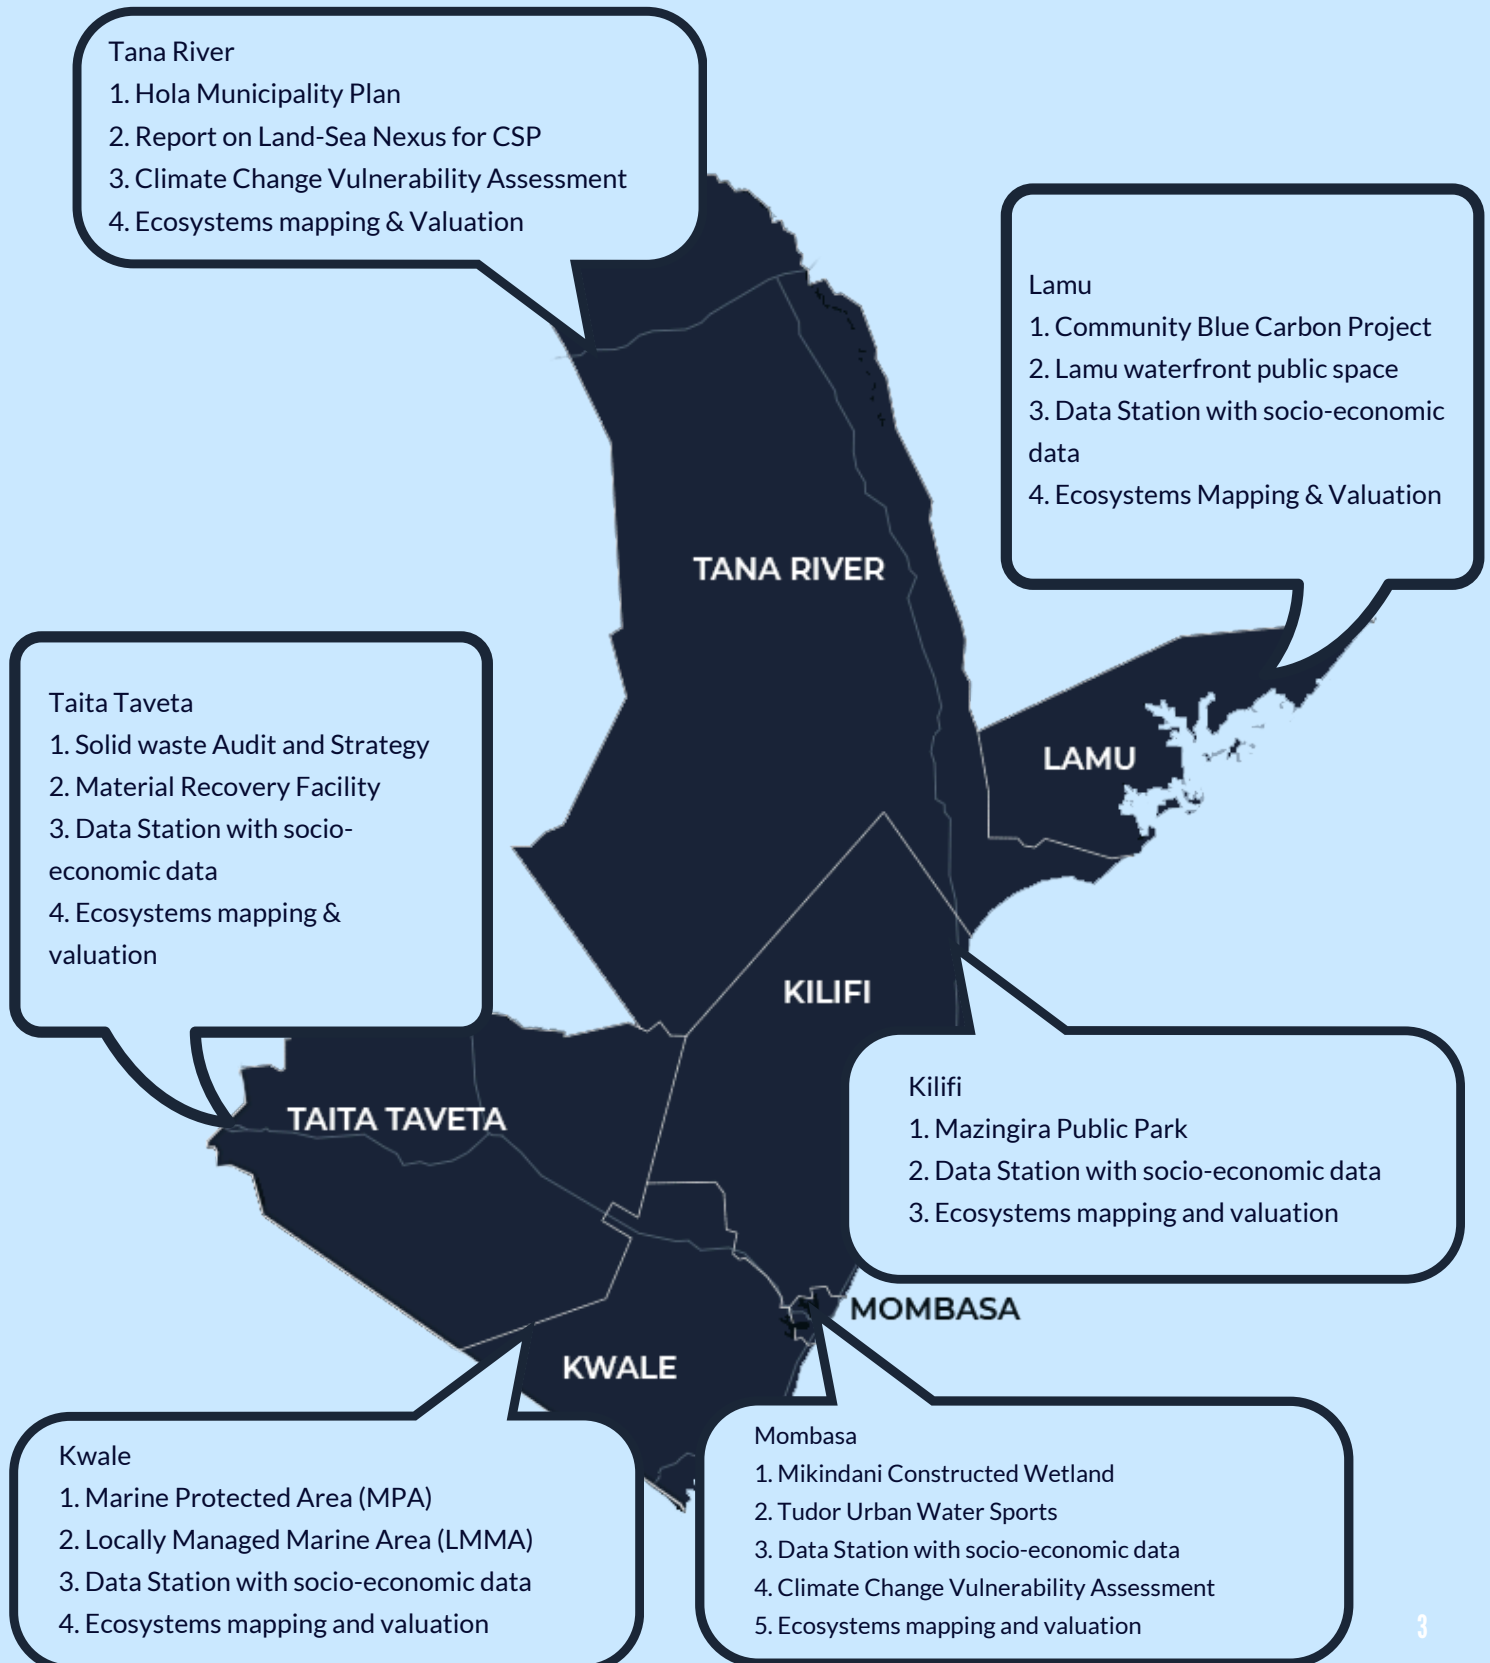 Tana River
1. Hola Municipality Plan
2. Report on Land-Sea Nexus for CSP
3. Climate Change Vulnerability Assessment
4. Ecosystems mapping & Valuation
Lamu
1. Community Blue Carbon Project
2. Lamu waterfront public space
3. Data Station with socio-economic
data
4. Ecosystems Mapping & Valuation
TANA RIVER
Taita Taveta
1. Solid waste Audit and Strategy
2. Material Recovery Facility
3. Data Station with socio-
economic data
4. Ecosystems mapping &
valuation
LAMU
KILIFI
Kilifi
1. Mazingira Public Park
2. Data Station with socio-economic data
3. Ecosystems mapping and valuation
TAITA TAVETA
MOMBASA
KWALE
Kwale
1. Marine Protected Area (MPA)
2. Locally Managed Marine Area (LMMA)
3. Data Station with socio-economic data
4. Ecosystems mapping and valuation
Mombasa
1. Mikindani Constructed Wetland
2. Tudor Urban Water Sports
3. Data Station with socio-economic data
4. Climate Change Vulnerability Assessment
5. Ecosystems mapping and valuation
3